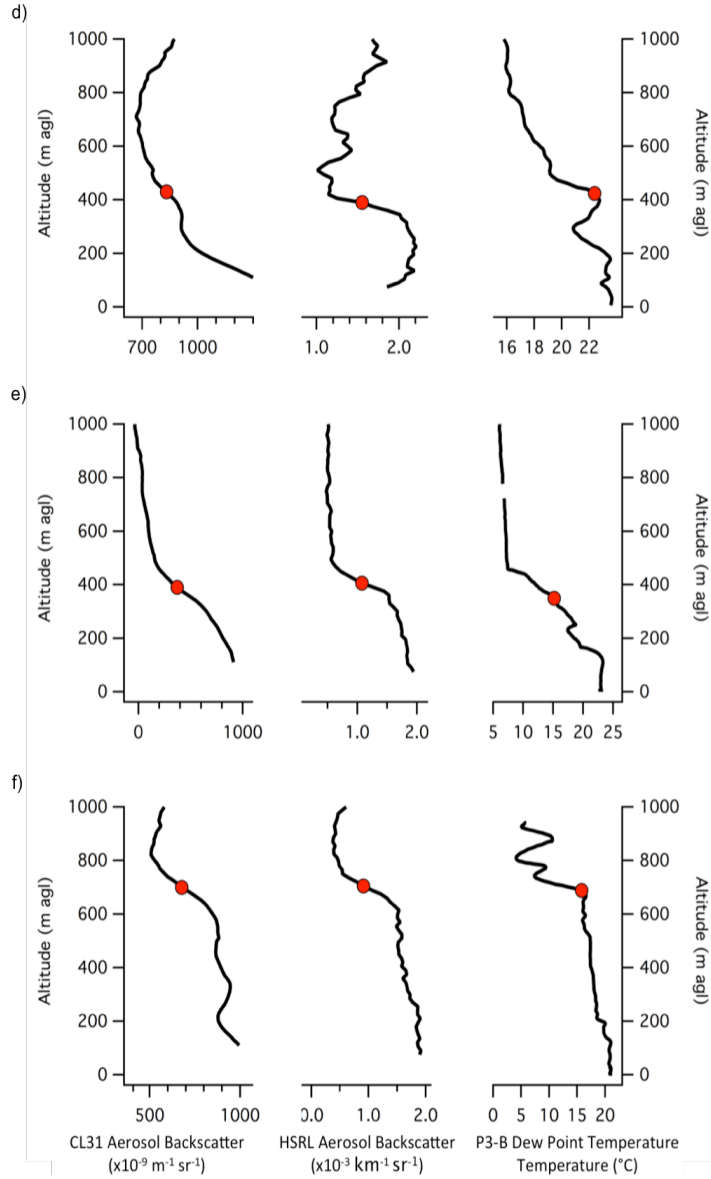 d)
1000 1000
800 800
600 600
400 400
200 200
0 0
Altitude (m agl) Altitude (m agl)
700 1000 1.0 2.0 16 18 20 22
e)
1000 1000
800 800
600 600
400 400
200 200
0 0
Altitude (m agl) Altitude (m agl)
0 1000 1.0 2.0 5 10 15 20 25
f)
1000 1000
800 800
600 600
400 400
200 200
0 0
Altitude (m agl) Altitude (m agl)
500 1000 0.0 1.0 2.0 0 5 10 15 20
CL31 Aerosol Backscatter HSRL Aerosol Backscatter P3-B Dew Point Temperature
(x10⁻⁹ m⁻¹ sr⁻¹) (x10⁻³ km⁻¹ sr⁻¹) Temperature (°C)